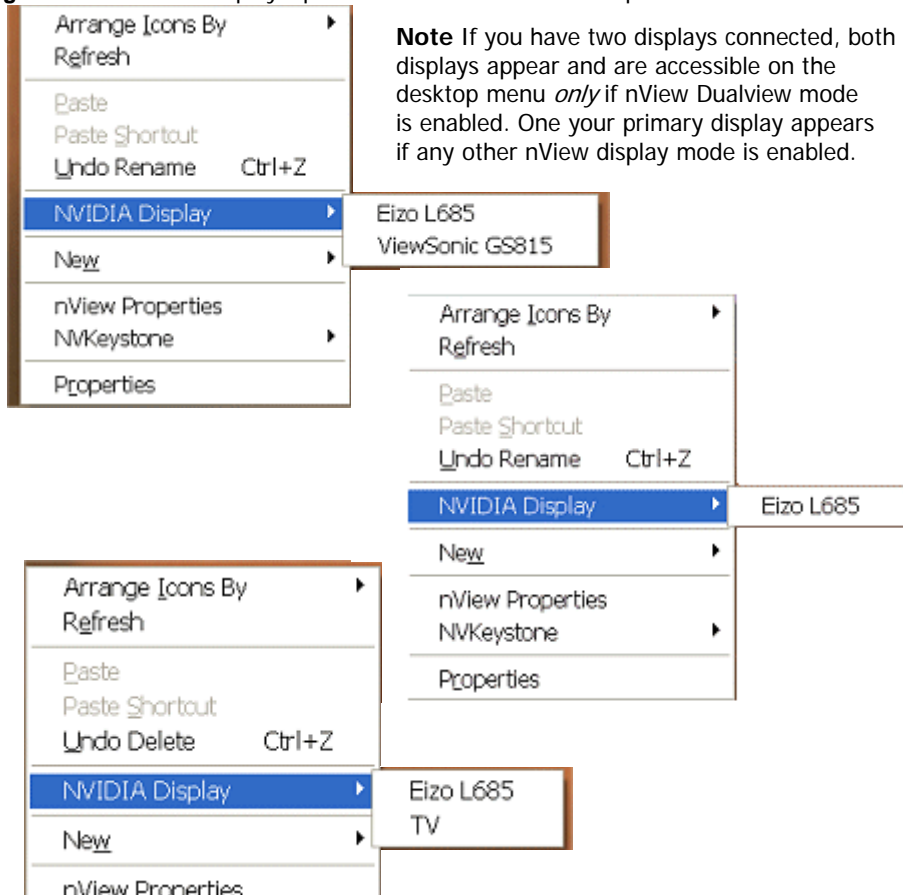 Arrange Icons By
Refresh
Paste
Paste Shortcut
Undo Rename Ctrl+Z
NVIDIA Display
Eizo L685
ViewSonic GS815
New
nView Properties
NVKeystone
Properties
Note If you have two displays connected, both
displays appear and are accessible on the
desktop menu only if nView Dualview mode
is enabled. One your primary display appears
if any other nView display mode is enabled.
Arrange Icons By
Refresh
Paste
Paste Shortcut
Undo Rename Ctrl+Z
NVIDIA Display
Eizo L685
New
nView Properties
NVKeystone
Properties
Arrange Icons By
Refresh
Paste
Paste Shortcut
Undo Delete Ctrl+Z
NVIDIA Display
Eizo L685
TV
New
nView Properties